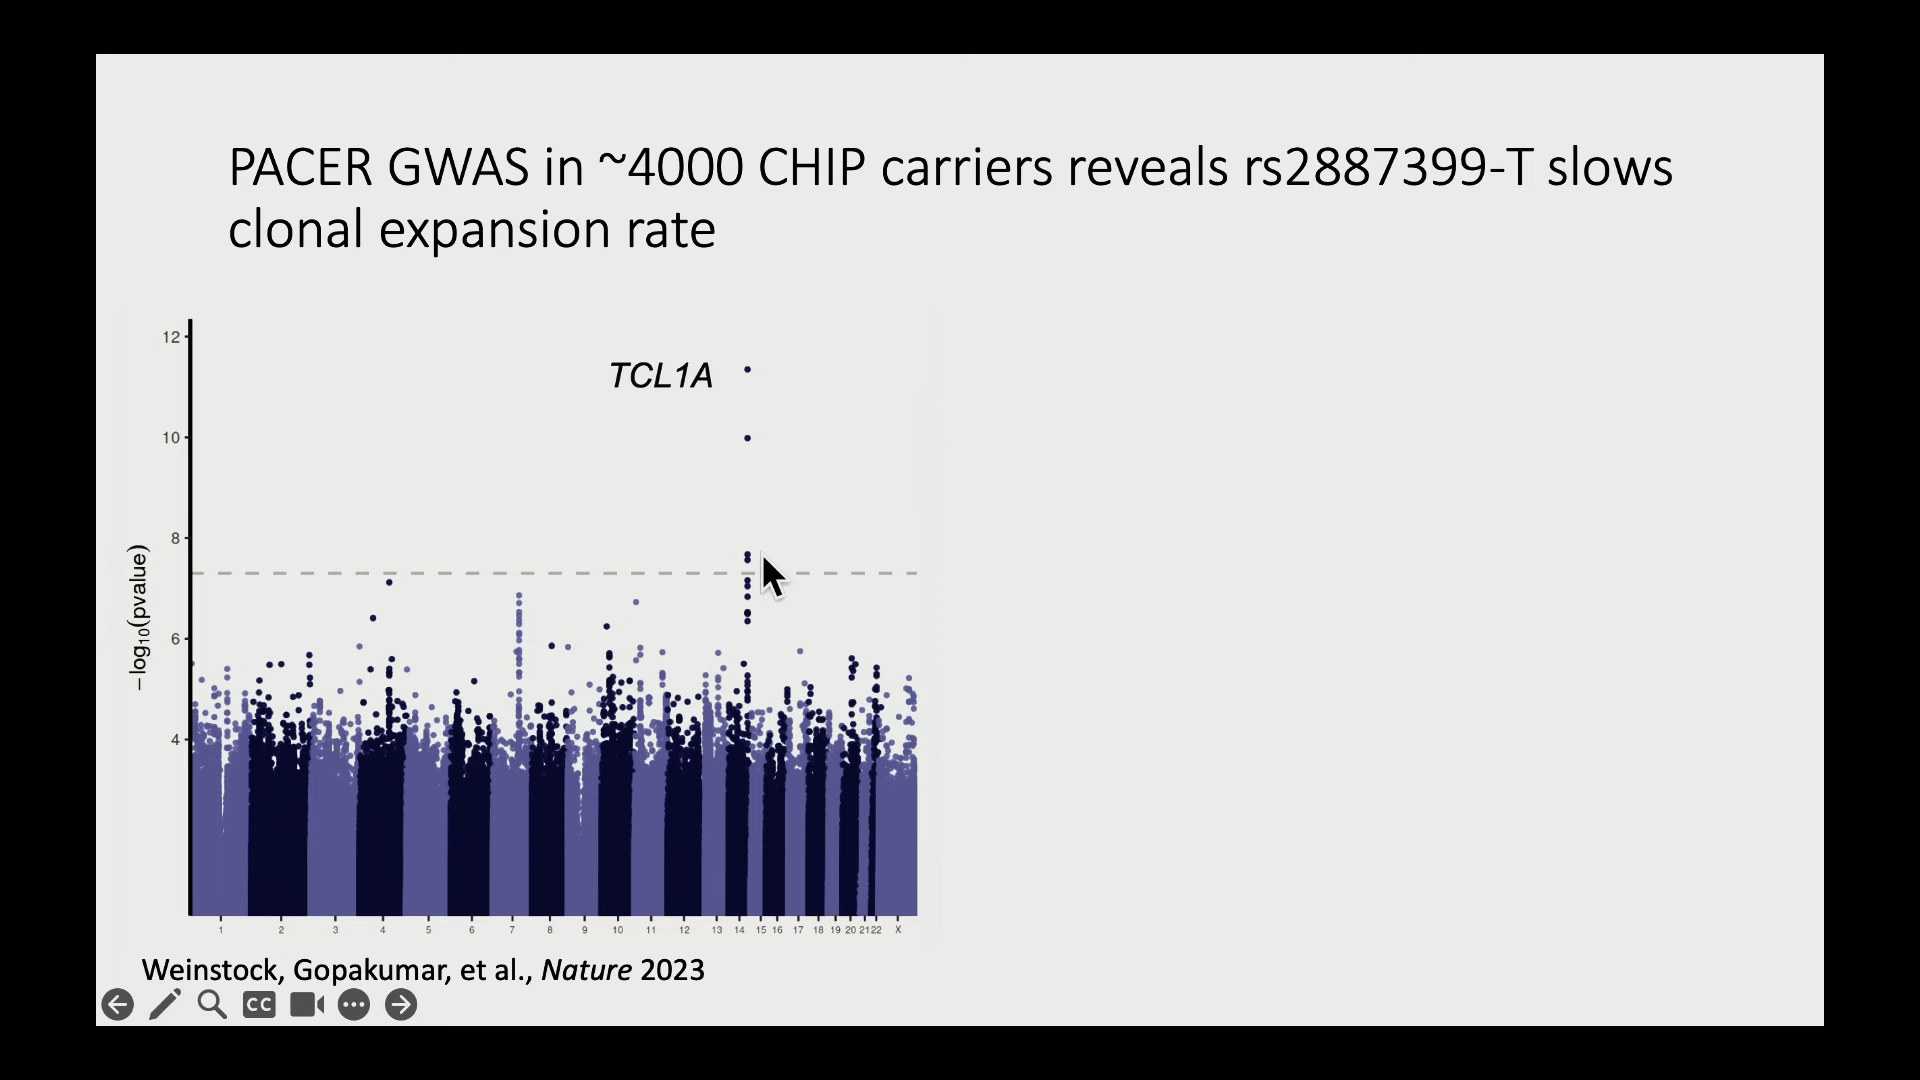 PACER GWAS in ~4000 CHIP carriers reveals rs2887399-T slows
clonal expansion rate
12
TCL1A
10
8
6
4
−log10(pvalue)
1 2 3 4 5 6 7 8 9 10 11 12 13 14 15 16 17 18 19 20 21 22 X
Weinstock, Gopakumar, et al., Nature 2023
CC